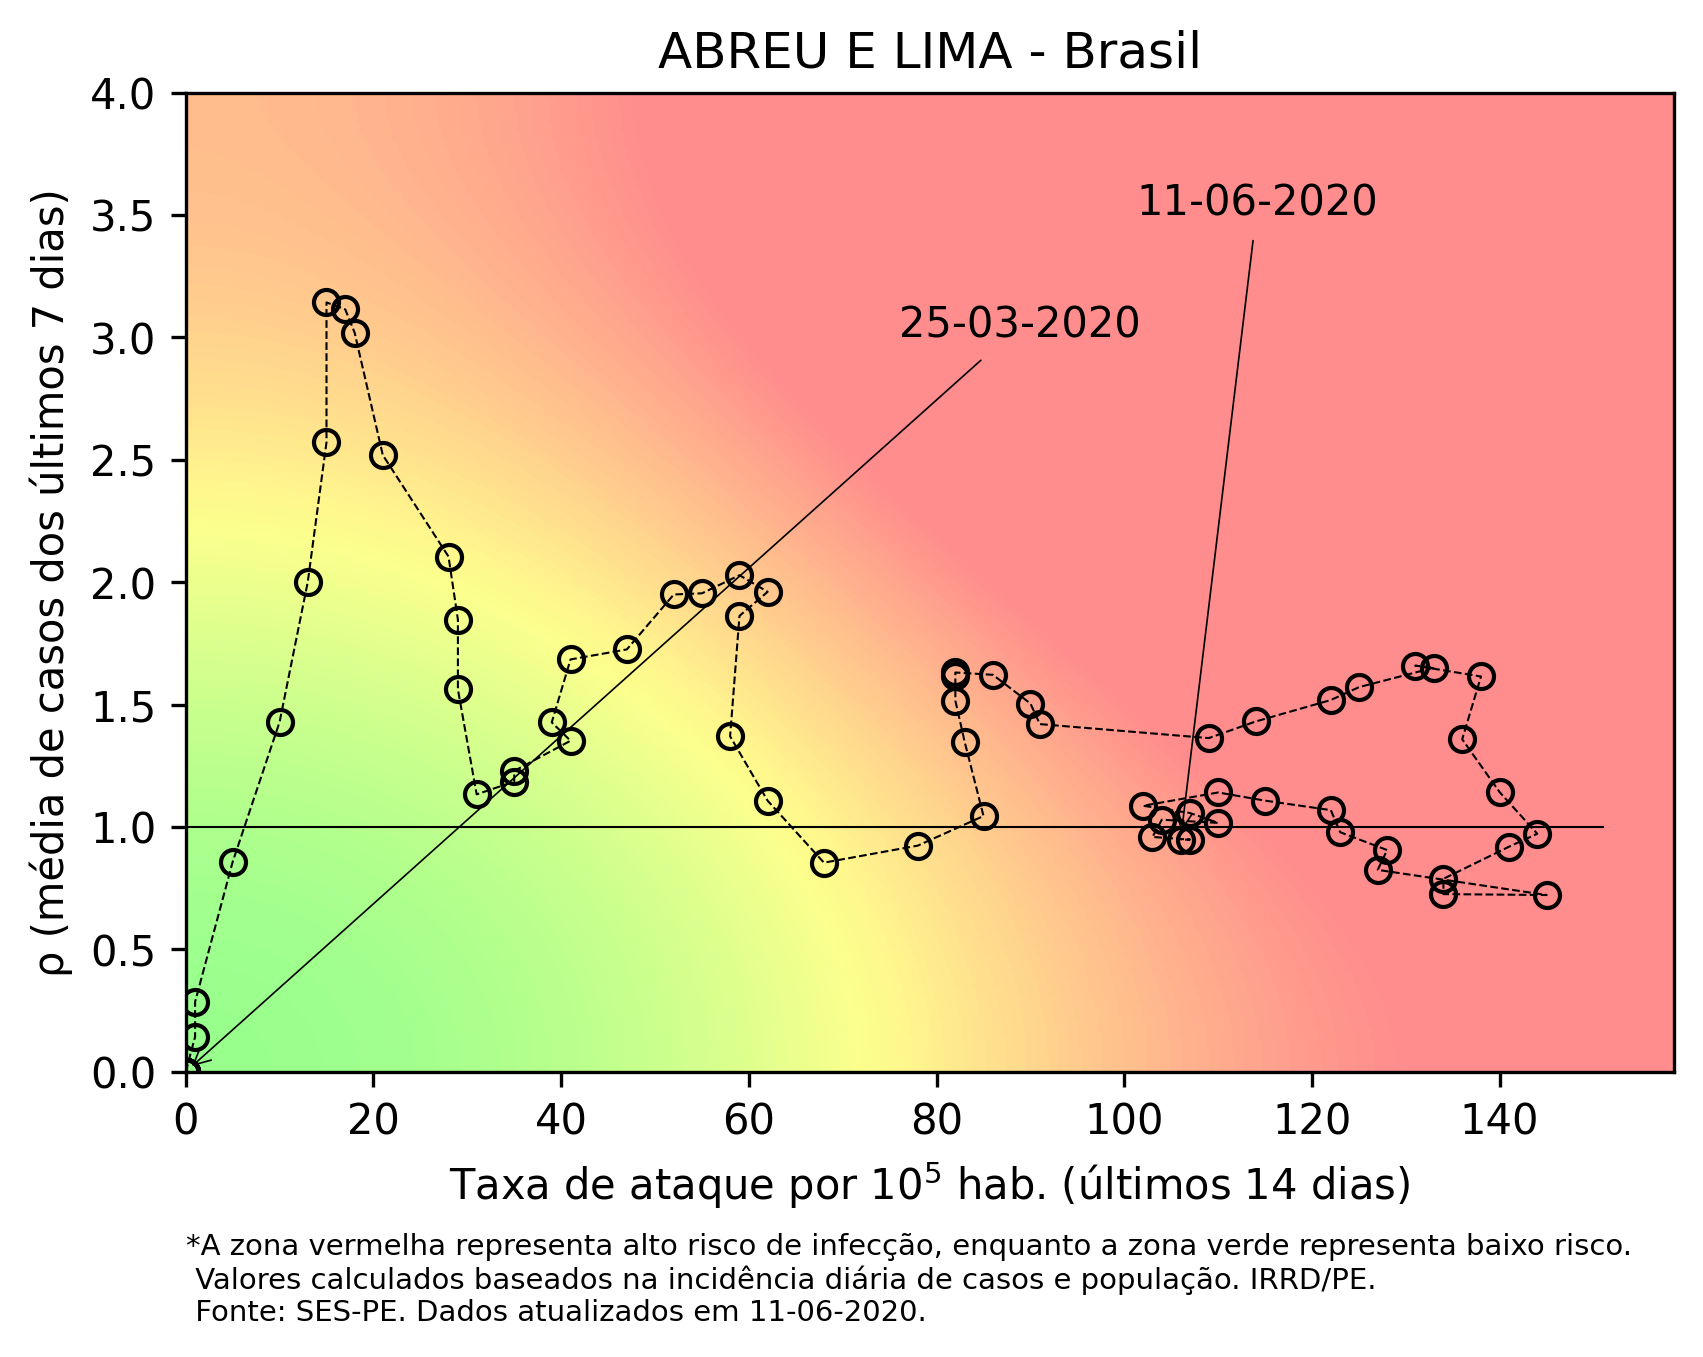 ABREU E LIMA - Brasil
4.0
3.5
3.0
2.5
2.0
1.5
1.0
0.5
0.0
ρ (média de casos dos últimos 7 dias)
11-06-2020
25-03-2020
0 20 40 60 80 100 120 140
Taxa de ataque por 10⁵ hab. (últimos 14 dias)
*A zona vermelha representa alto risco de infecção, enquanto a zona verde representa baixo risco.
Valores calculados baseados na incidência diária de casos e população. IRRD/PE.
Fonte: SES-PE. Dados atualizados em 11-06-2020.